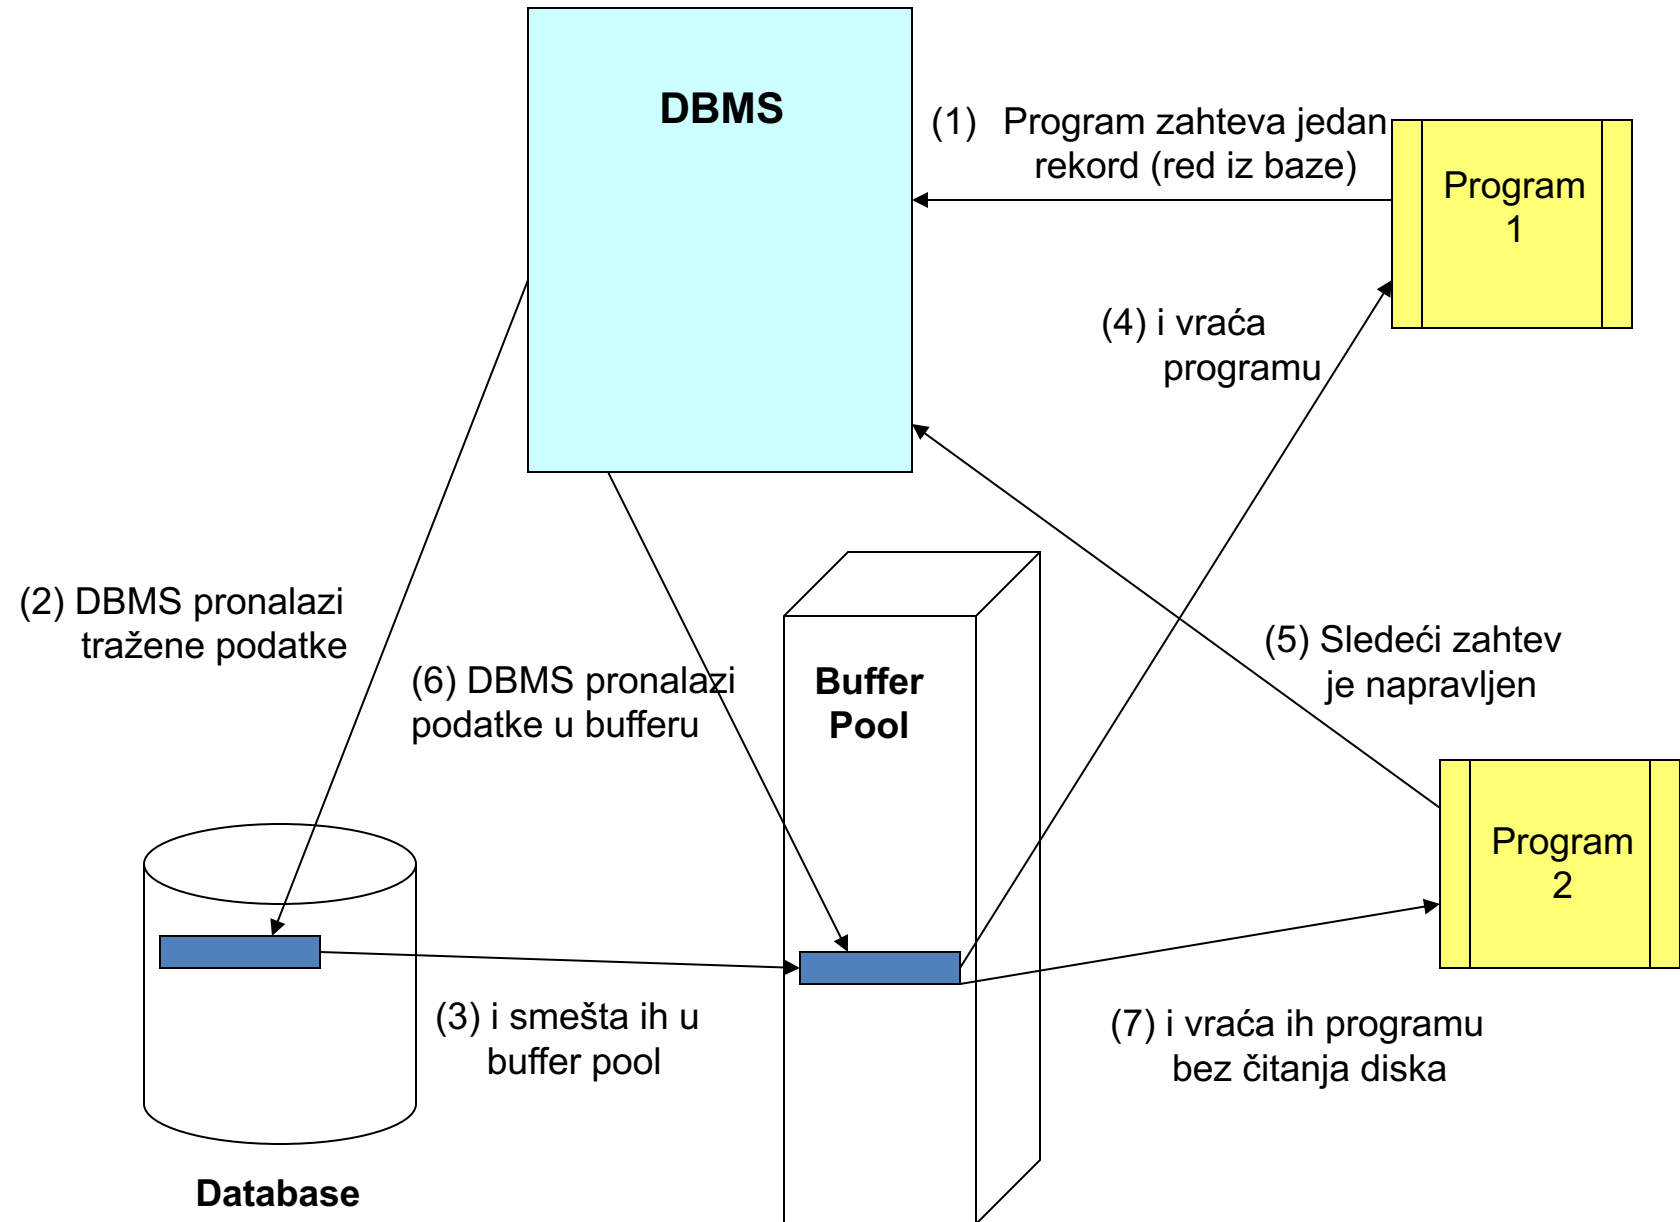 DBMS
(1) Program zahteva jedan
rekord (red iz baze)
Program
1
(4) i vraća
programu
(2) DBMS pronalazi
tražene podatke
(6) DBMS pronalazi
podatke u bufferu
Buffer
Pool
(5) Sledeći zahtev
je napravljen
Program
2
(3) i smešta ih u
buffer pool
(7) i vraća ih programu
bez čitanja diska
Database